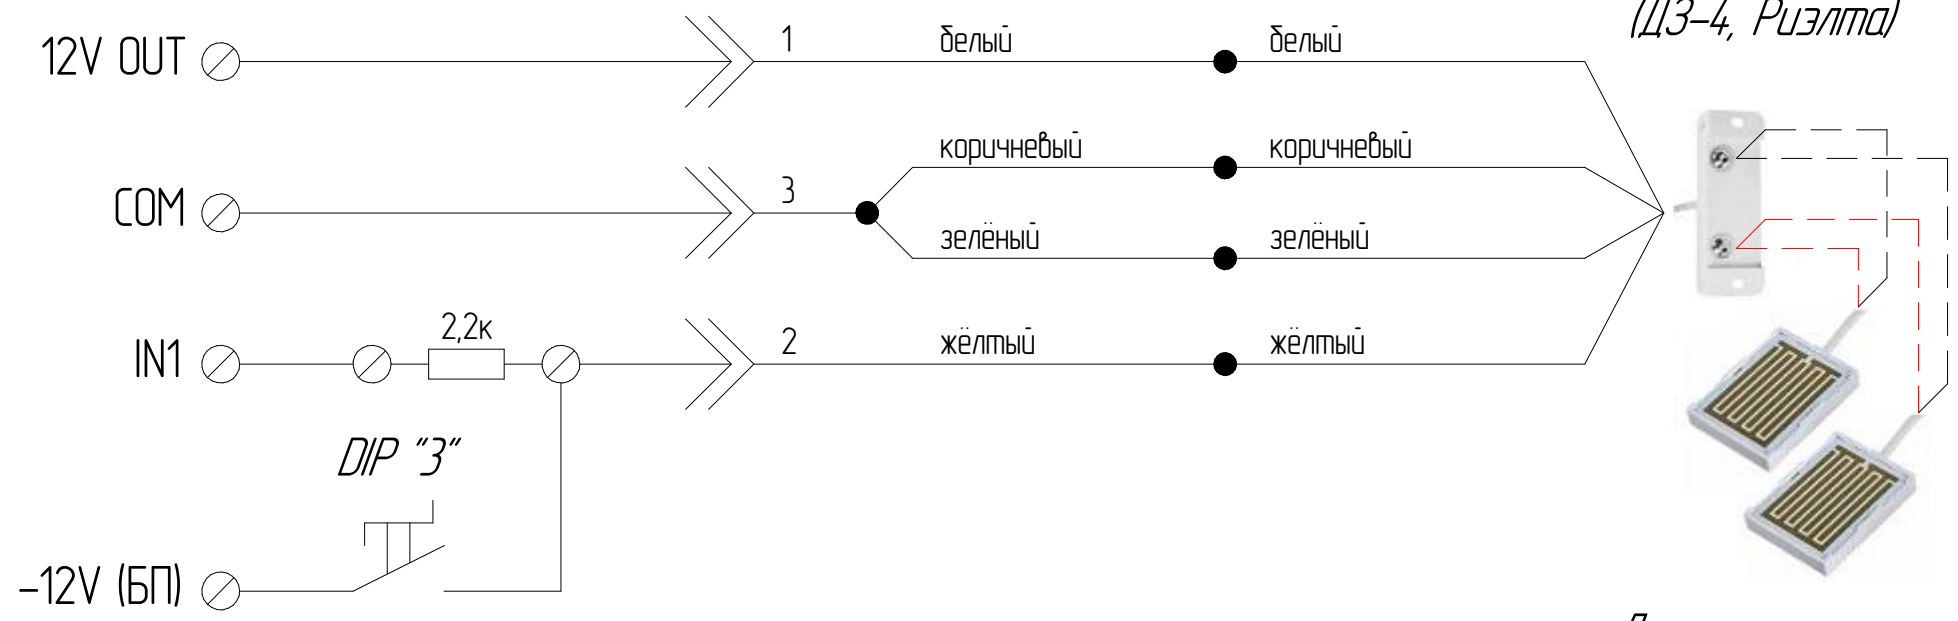 (ДЗ-4, Риэлта)
12V OUT
1
белый
белый
коричневый
коричневый
COM
3
зелёный
зелёный
IN1
2,2к
2
жёлтый
жёлтый
DIP "3"
-12V (БП)